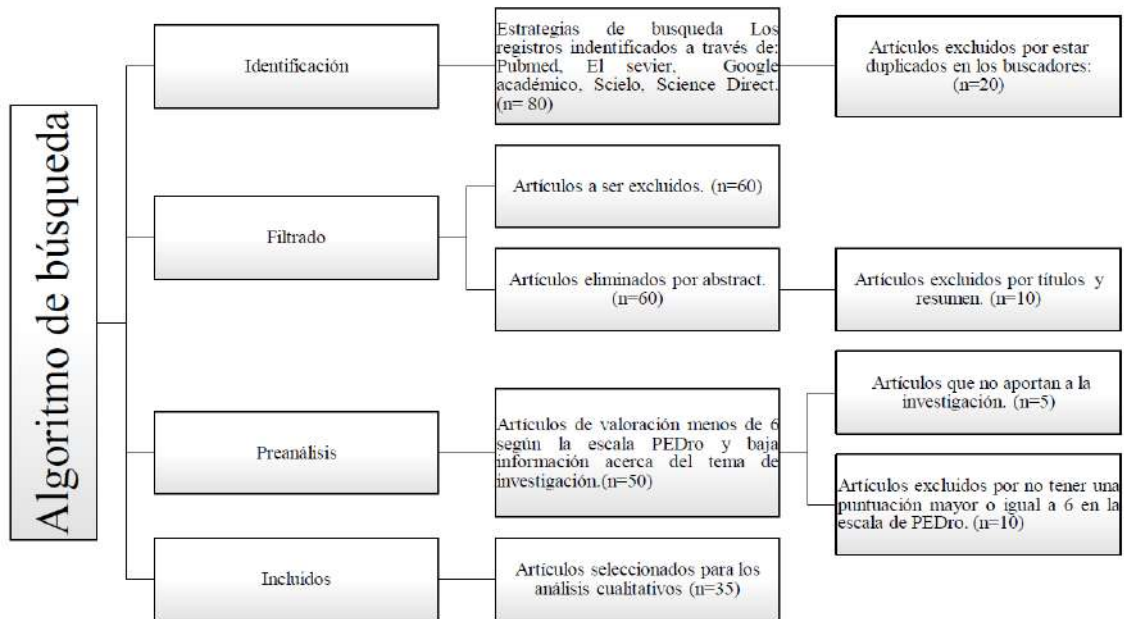 Algoritmo de búsqueda
Identificación
Estrategias de busqueda Los
registros indentificados a través de:
Pubmed, El sevier, Google
académico, Scielo, Science Direct.
(n= 80)
Artículos excluidos por estar
duplicados en los buscadores:
(n=20)
Filtrado
Artículos a ser excluidos. (n=60)
Artículos eliminados por abstract.
(n=60)
Artículos excluidos por títulos y
resumen. (n=10)
Preanálisis
Artículos de valoración menos de 6
según la escala PEDro y baja
información acerca del tema de
investigación.(n=50)
Artículos que no aportan a la
investigación. (n=5)
Artículos excluidos por no tener una
puntuación mayor o igual a 6 en la
escala de PEDro. (n=10)
Incluidos
Artículos seleccionados para los
análisis cualitativos (n=35)